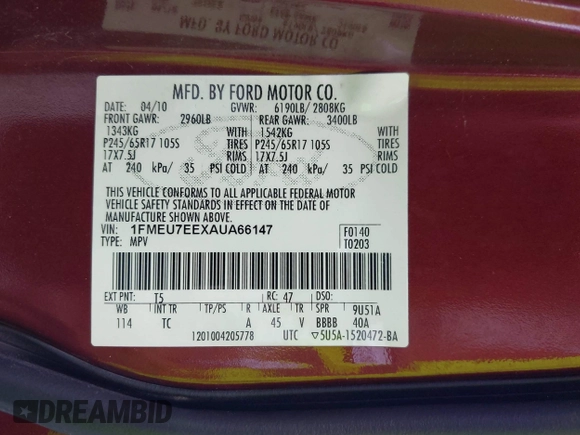 MFD. BY FORD MOTOR CO.
DATE: 04/10 GVWR: 6190LB/ 2808KG
FRONT GAWR: 2960LB REAR GAWR: 3400LB
1343KG WITH 1542KG WITH
P245/65R17 105S TIRES P245/65R17 105S TIRES
17X7.5J RIMS 17X7.5J RIMS
AT 240 kPa/ 35 PSI COLD AT 240 kPa/ 35 PSI COLD
THIS VEHICLE CONFORMS TO ALL APPLICABLE FEDERAL MOTOR
VEHICLE SAFETY STANDARDS IN EFFECT ON THE DATE OF
MANUFACTURE SHOWN ABOVE.
VIN: 1FMEU7EEXAUA66147 F0140
TYPE: MPV T0203
EXT PNT: T5 RC: 47 DSO:
WB INT TR TP/PS R AXLE TR SPR 9U51A
114 TC A 45 V BBBB 40A
1201004205778 UTC ▽5U5A-1520472-BA
DREAMBID